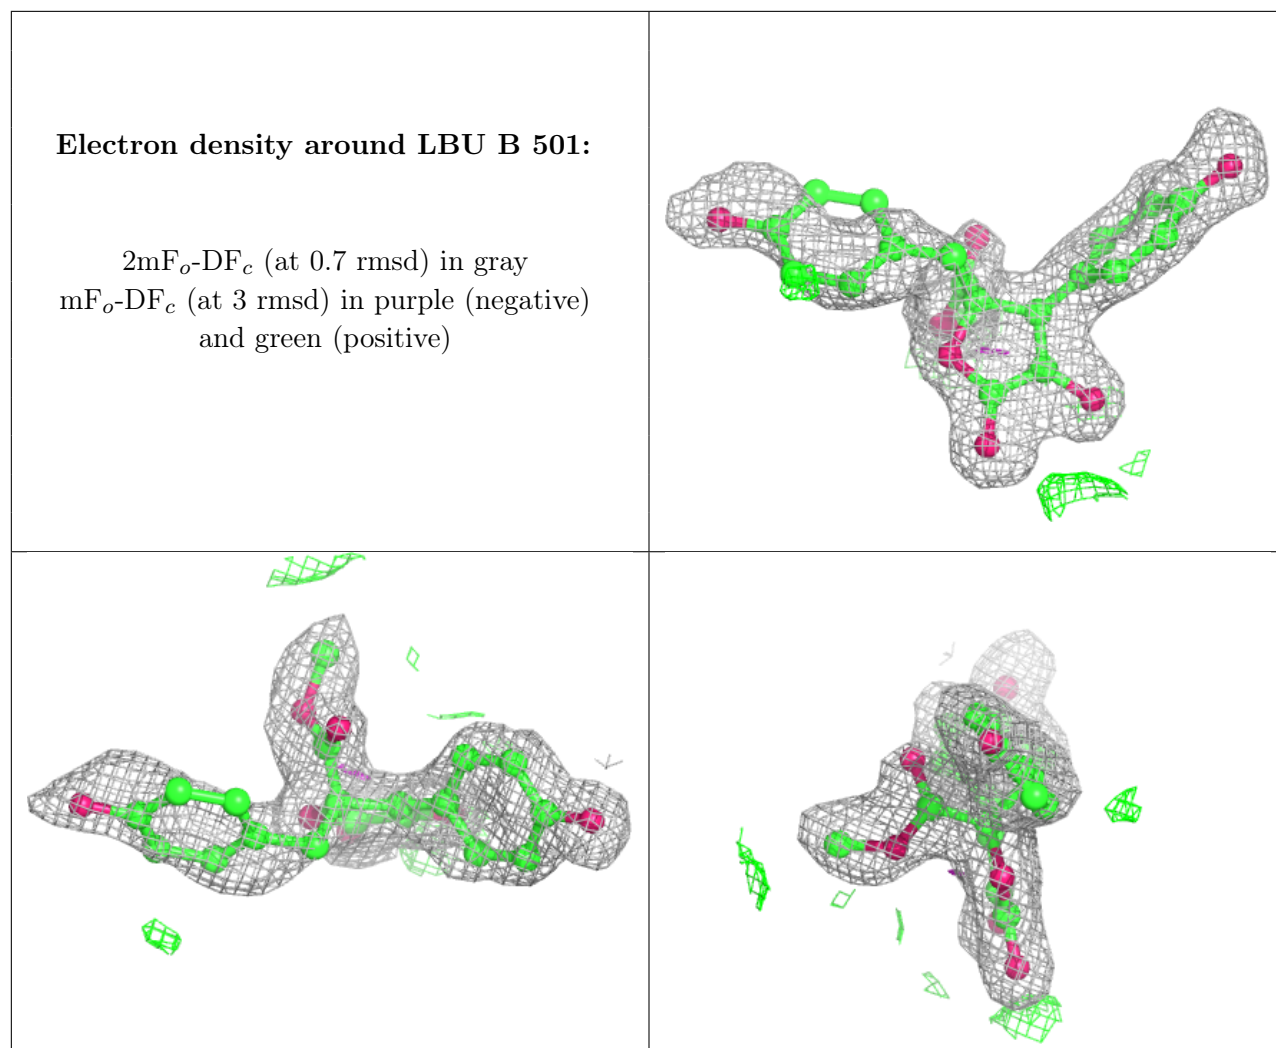 Electron density around LBU B 501:
2mFo-DFc (at 0.7 rmsd) in gray
mFo-DFc (at 3 rmsd) in purple (negative)
and green (positive)